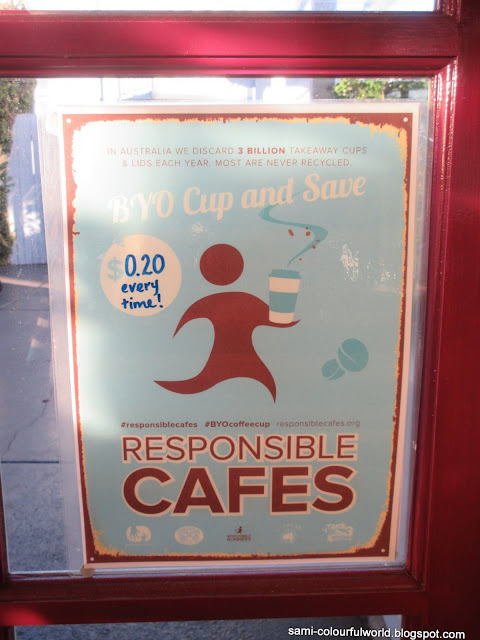 IN AUSTRALIA WE DISCARD 3 BILLION TAKEAWAY CUPS
& LIDS EACH YEAR. MOST ARE NEVER RECYCLED.
BYO Cup and Save
$0.20
every
time!
#responsiblecafes #BYOcoffeecup responsiblecafes.org
RESPONSIBLE
CAFES
sami-colourfulworld.blogspot.com